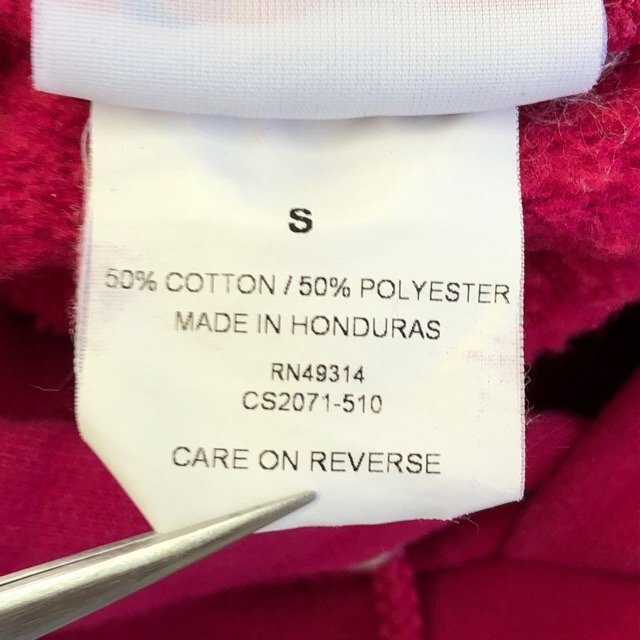 S
50% COTTON / 50% POLYESTER
MADE IN HONDURAS
RN49314
CS2071-510
CARE ON REVERSE